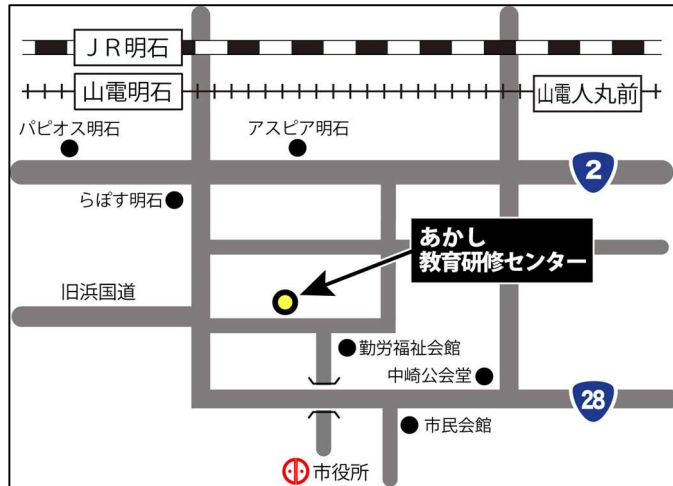 JR明石
山電明石
山電人丸前
パピオス明石
アスピア明石
2
らぽす明石
あかし
教育研修センター
旧浜国道
勤労福祉会館
中崎公会堂
28
市民会館
市役所